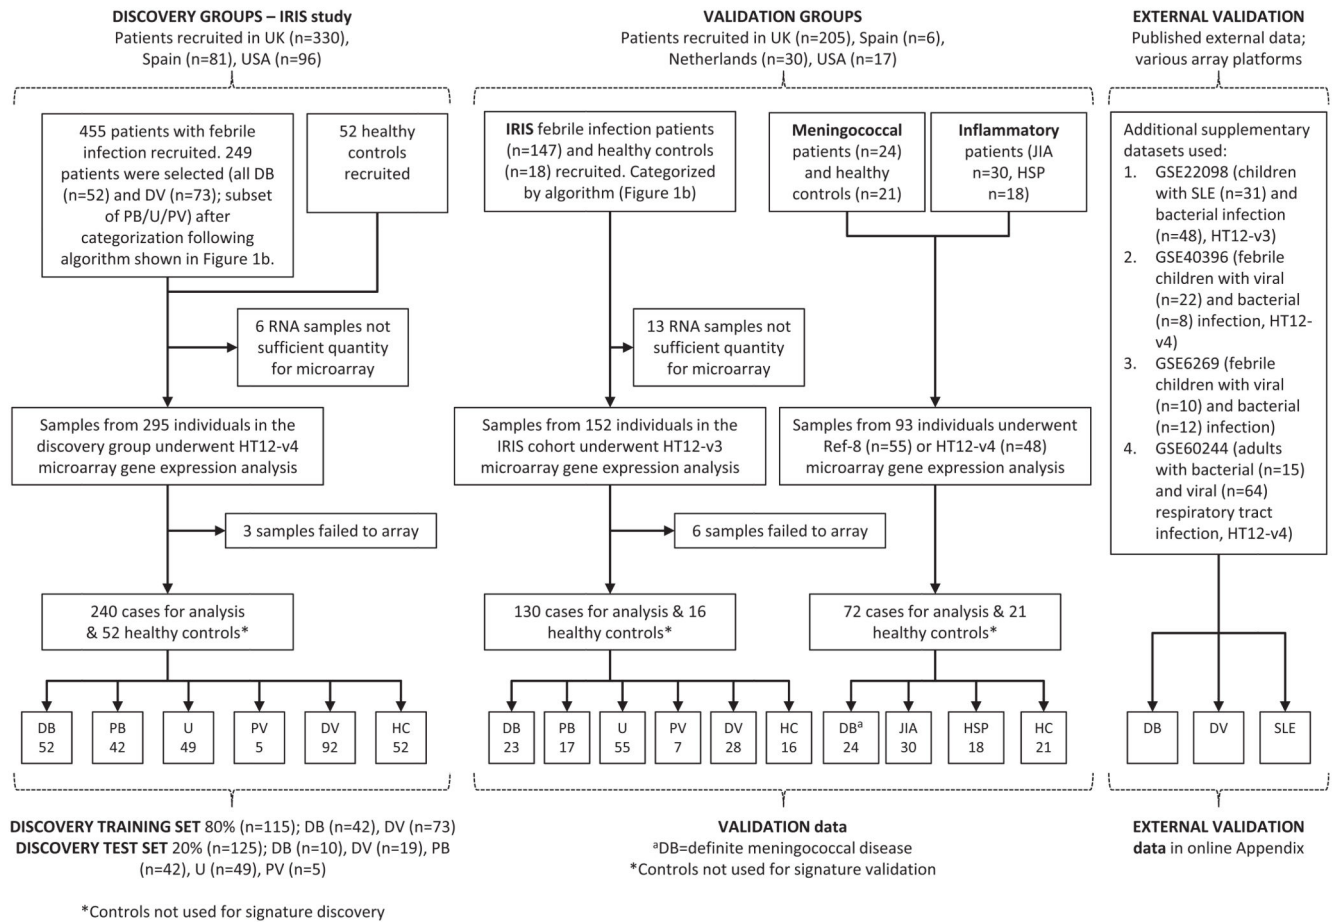 DISCOVERY GROUPS – IRIS study
Patients recruited in UK (n=330),
Spain (n=81), USA (n=96)
455 patients with febrile
infection recruited. 249
patients were selected (all DB
(n=52) and DV (n=73); subset
of PB/U/PV) after
categorization following
algorithm shown in Figure 1b.
52 healthy
controls
recruited
6 RNA samples not
sufficient quantity
for microarray
Samples from 295 individuals in the
discovery group underwent HT12-v4
microarray gene expression analysis
3 samples failed to array
240 cases for analysis
& 52 healthy controls*
DB
52
PB
42
U
49
PV
5
DV
92
HC
52
DISCOVERY TRAINING SET 80% (n=115); DB (n=42), DV (n=73)
DISCOVERY TEST SET 20% (n=125); DB (n=10), DV (n=19), PB
(n=42), U (n=49), PV (n=5)
*Controls not used for signature discovery
VALIDATION GROUPS
Patients recruited in UK (n=205), Spain (n=6),
Netherlands (n=30), USA (n=17)
IRIS febrile infection patients
(n=147) and healthy controls
(n=18) recruited. Categorized
by algorithm (Figure 1b)
Meningococcal
patients (n=24)
and healthy
controls (n=21)
Inflammatory
patients (JIA
n=30, HSP
n=18)
13 RNA samples not
sufficient quantity
for microarray
Samples from 152 individuals in the
IRIS cohort underwent HT12-v3
microarray gene expression analysis
Samples from 93 individuals underwent
Ref-8 (n=55) or HT12-v4 (n=48)
microarray gene expression analysis
6 samples failed to array
130 cases for analysis & 16
healthy controls*
72 cases for analysis & 21
healthy controls*
DB
23
PB
17
U
55
PV
7
DV
28
HC
16
DBᵃ
24
JIA
30
HSP
18
HC
21
VALIDATION data
ᵃDB=definite meningococcal disease
*Controls not used for signature validation
EXTERNAL VALIDATION
Published external data;
various array platforms
Additional supplementary
datasets used:
1. GSE22098 (children
with SLE (n=31) and
bacterial infection
(n=48), HT12-v3)
2. GSE40396 (febrile
children with viral
(n=22) and bacterial
(n=8) infection, HT12-
v4)
3. GSE6269 (febrile
children with viral
(n=10) and bacterial
(n=12) infection)
4. GSE60244 (adults
with bacterial (n=15)
and viral (n=64)
respiratory tract
infection, HT12-v4)
DB
DV
SLE
EXTERNAL VALIDATION
data in online Appendix